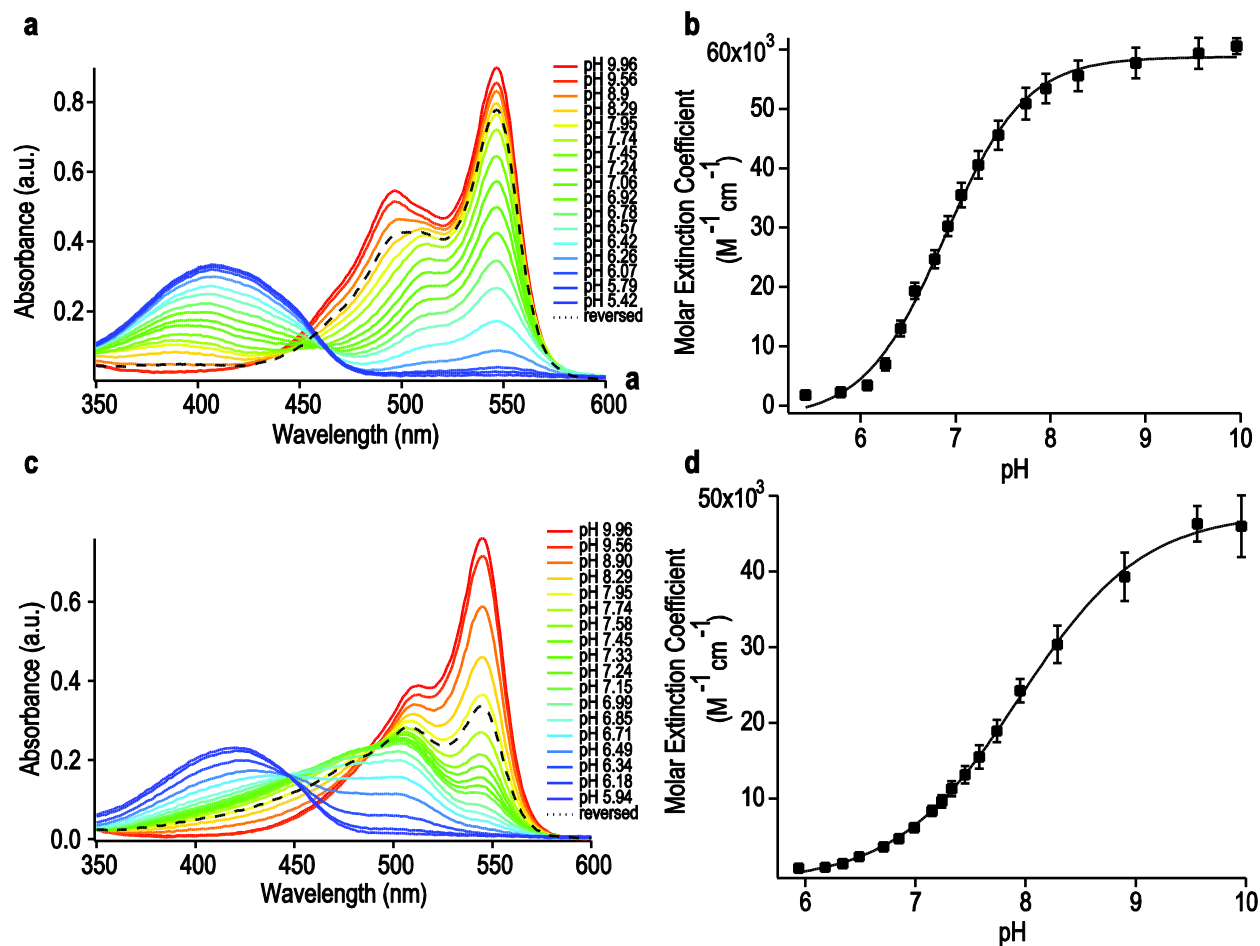 a
Absorbance (a.u.)
0.8
0.6
0.4
0.2
350
400
450
500
550
600
Wavelength (nm)
pH 9.96
pH 9.56
pH 8.9
pH 8.29
pH 7.95
pH 7.74
pH 7.45
pH 7.24
pH 7.06
pH 6.92
pH 6.78
pH 6.57
pH 6.42
pH 6.26
pH 6.07
pH 5.79
pH 5.42
reversed
a
b
Molar Extinction Coefficient
(M⁻¹cm⁻¹)
60x10³
50
40
30
20
10
0
6
7
8
9
10
pH
c
Absorbance (a.u.)
0.6
0.4
0.2
0.0
350
400
450
500
550
600
Wavelength (nm)
pH 9.96
pH 9.56
pH 8.90
pH 8.29
pH 7.95
pH 7.74
pH 7.58
pH 7.45
pH 7.33
pH 7.24
pH 7.15
pH 6.99
pH 6.85
pH 6.71
pH 6.49
pH 6.34
pH 6.18
pH 5.94
reversed
d
Molar Extinction Coefficient
(M⁻¹cm⁻¹)
50x10³
40
30
20
10
6
7
8
9
10
pH